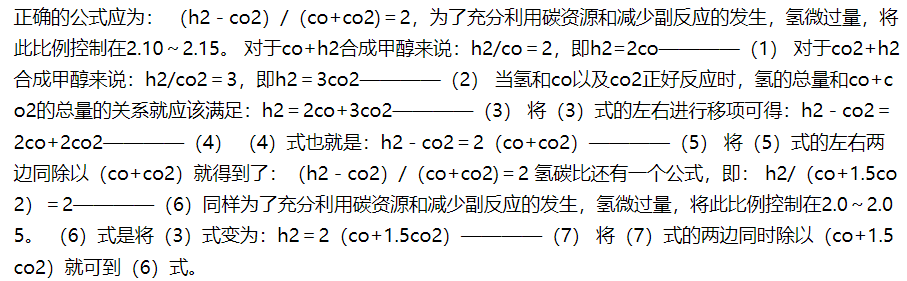 正确的公式应为： （h2－co2）/（co+co2)＝2，为了充分利用碳资源和减少副反应的发生，氢微过量，将
此比例控制在2.10～2.15。 对于co+h2合成甲醇来说：h2/co＝2，即h2＝2co————（1） 对于co2+h2
合成甲醇来说：h2/co2＝3，即h2＝3co2————（2） 当氢和co以及co2正好反应时，氢的总量和co+c
o2的总量的关系就应该满足：h2＝2co+3co2————（3） 将（3）式的左右进行移项可得：h2－co2＝
2co+2co2————（4） （4）式也就是：h2－co2＝2（co+co2）————（5） 将（5）式的左右两
边同除以（co+co2）就得到了：（h2－co2）/（co+co2)＝2 氢碳比还有一个公式，即： h2/（co+1.5co
2）＝2————（6）同样为了充分利用碳资源和减少副反应的发生，氢微过量，将此比例控制在2.0～2.0
5。 （6）式是将（3）式变为：h2＝2（co+1.5co2）————（7） 将（7）式的两边同时除以（co+1.5
co2）就可到（6）式。